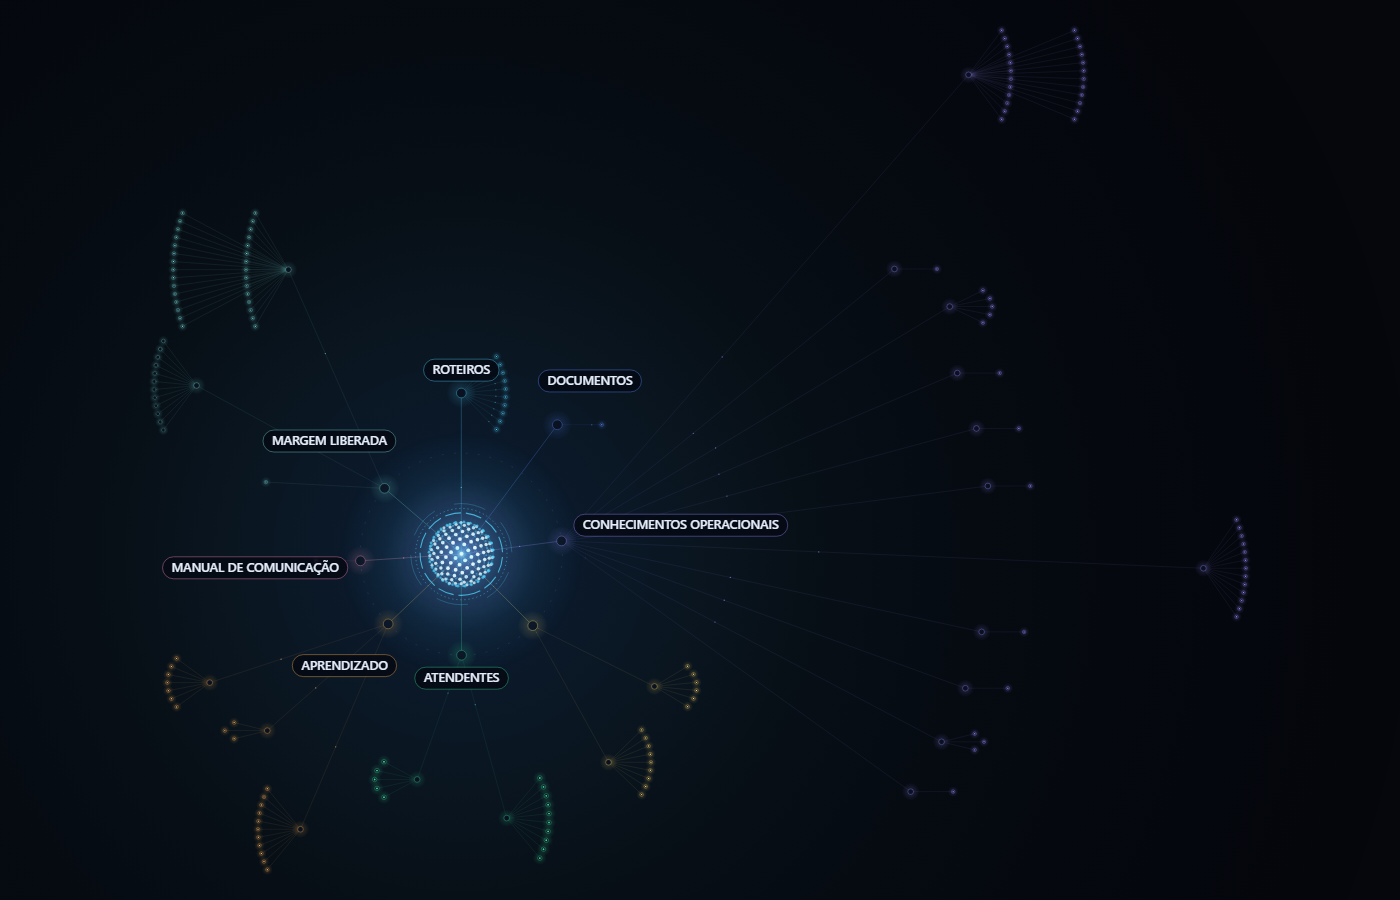 ROTEIROS
DOCUMENTOS
MARGEM LIBERADA
CONHECIMENTOS OPERACIONAIS
MANUAL DE COMUNICAÇÃO
APRENDIZADO
ATENDENTES